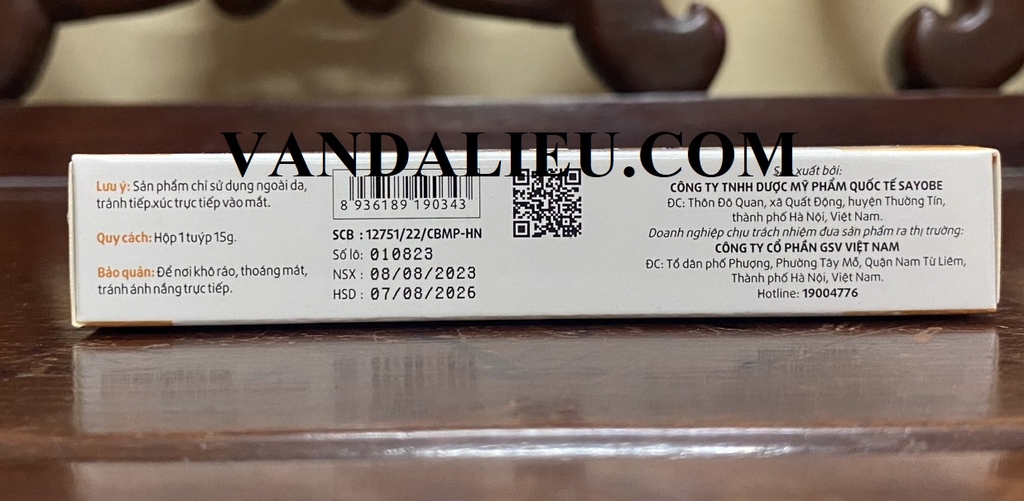 VANDALIEU.COM
Lưu ý: Sản phẩm chỉ sử dụng ngoài da,
tránh tiếp xúc trực tiếp vào mắt.
Quy cách: Hộp 1 tuýp 15g.
Bảo quản: Để nơi khô ráo, thoáng mát,
tránh ánh nắng trực tiếp.
8 936189 190343
SCB : 12751/22/CBMP-HN
Số lô: 010823
NSX : 08/08/2023
HSD : 07/08/2026
xuất bởi:
CÔNG TY TNHH DƯỢC MỸ PHẨM QUỐC TẾ SAYOBE
ĐC: Thôn Đô Quan, xã Quất Động, huyện Thường Tín,
thành phố Hà Nội, Việt Nam.
Doanh nghiệp chịu trách nhiệm đưa sản phẩm ra thị trường:
CÔNG TY CỔ PHẦN GSV VIỆT NAM
ĐC: Tổ dân phố Phượng, Phường Tây Mỗ, Quận Nam Từ Liêm,
Thành phố Hà Nội, Việt Nam.
Hotline: 19004776